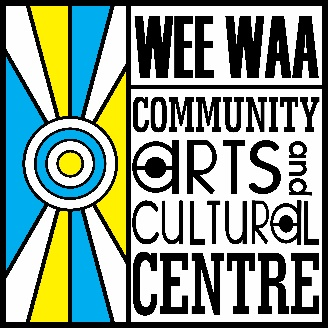 WEE WAA
COMMUNITY
aRTS and
CULTURaL
CENTRE